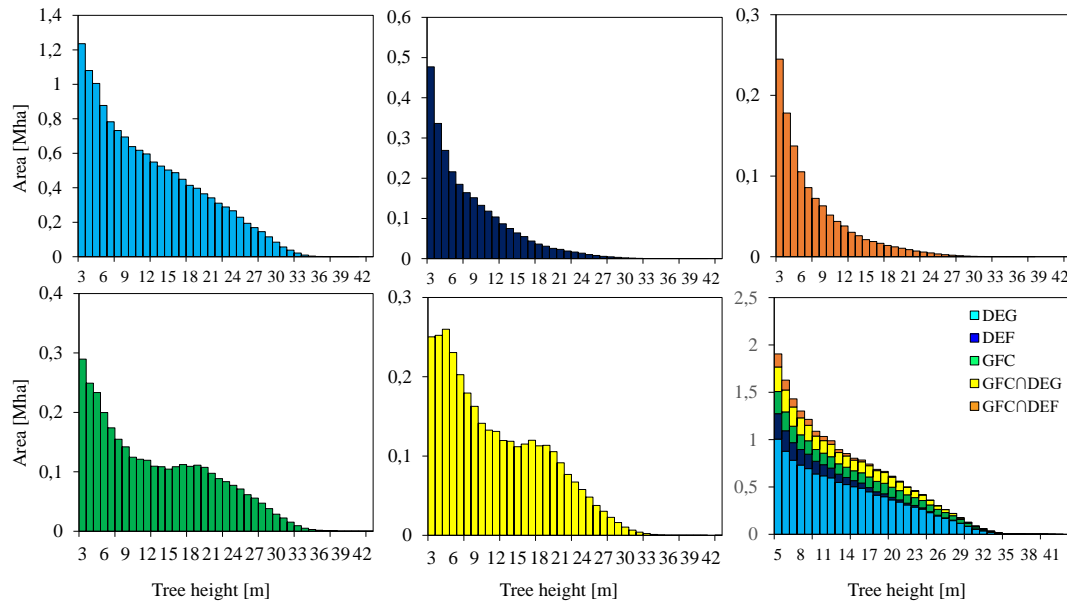 1,4
1,2
1
0,8
0,6
0,4
0,2
0
Area [Mha]
3 6 9 12 15 18 21 24 27 30 33 36 39 42
0,6
0,5
0,4
0,3
0,2
0,1
0
3 6 9 12 15 18 21 24 27 30 33 36 39 42
0,3
0,2
0,1
0
3 6 9 12 15 18 21 24 27 30 33 36 39 42
0,4
0,3
0,2
0,1
0
Area [Mha]
3 6 9 12 15 18 21 24 27 30 33 36 39 42
Tree height [m]
0,3
0,2
0,1
0
3 6 9 12 15 18 21 24 27 30 33 36 39 42
Tree height [m]
2,5
2
1,5
1
0,5
0
DEG
DEF
GFC
GFC∩DEG
GFC∩DEF
5 8 11 14 17 20 23 26 29 32 35 38 41
Tree height [m]